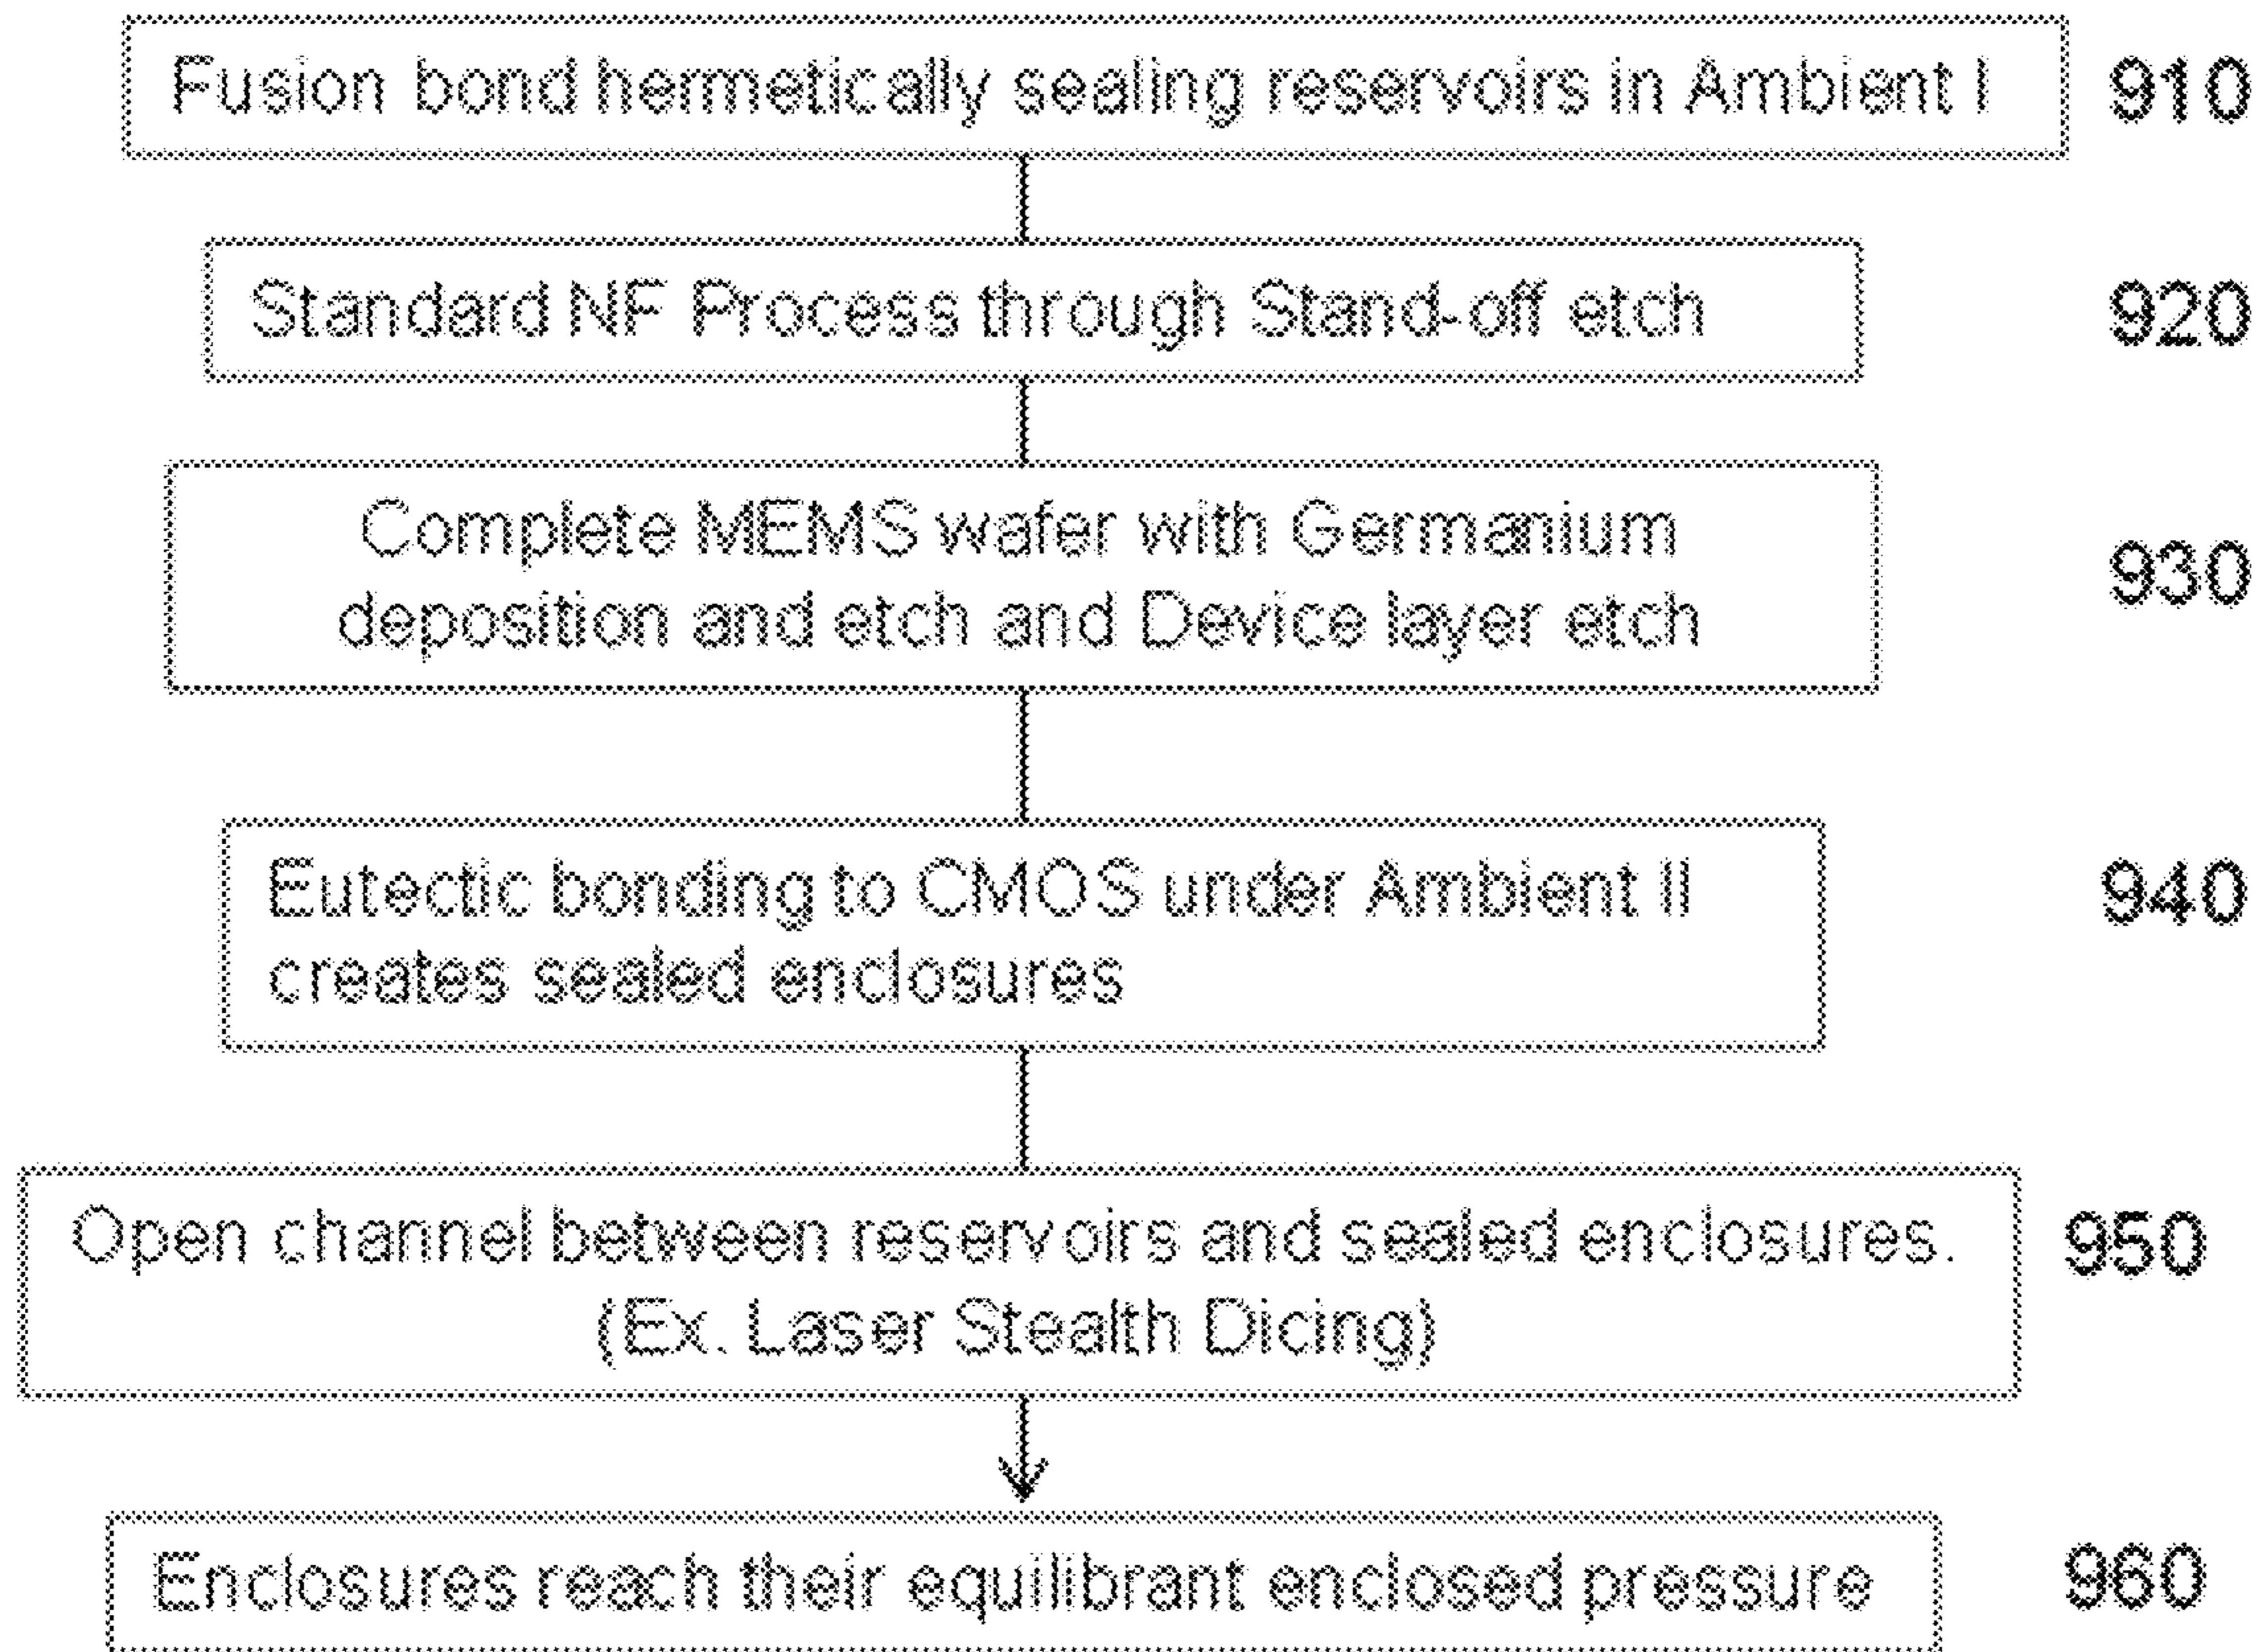 Fusion bond hermetically sealing reservoirs in Ambient I 910
Standard NF Process through Stand-off etch 920
Complete MEMS wafer with Germanium
deposition and etch and Device layer etch 930
Eutectic bonding to CMOS under Ambient II 940
creates sealed enclosures
Open channel between reservoirs and sealed enclosures. 950
(Ex. Laser Stealth Dicing)
Enclosures reach their equilibrant enclosed pressure 960